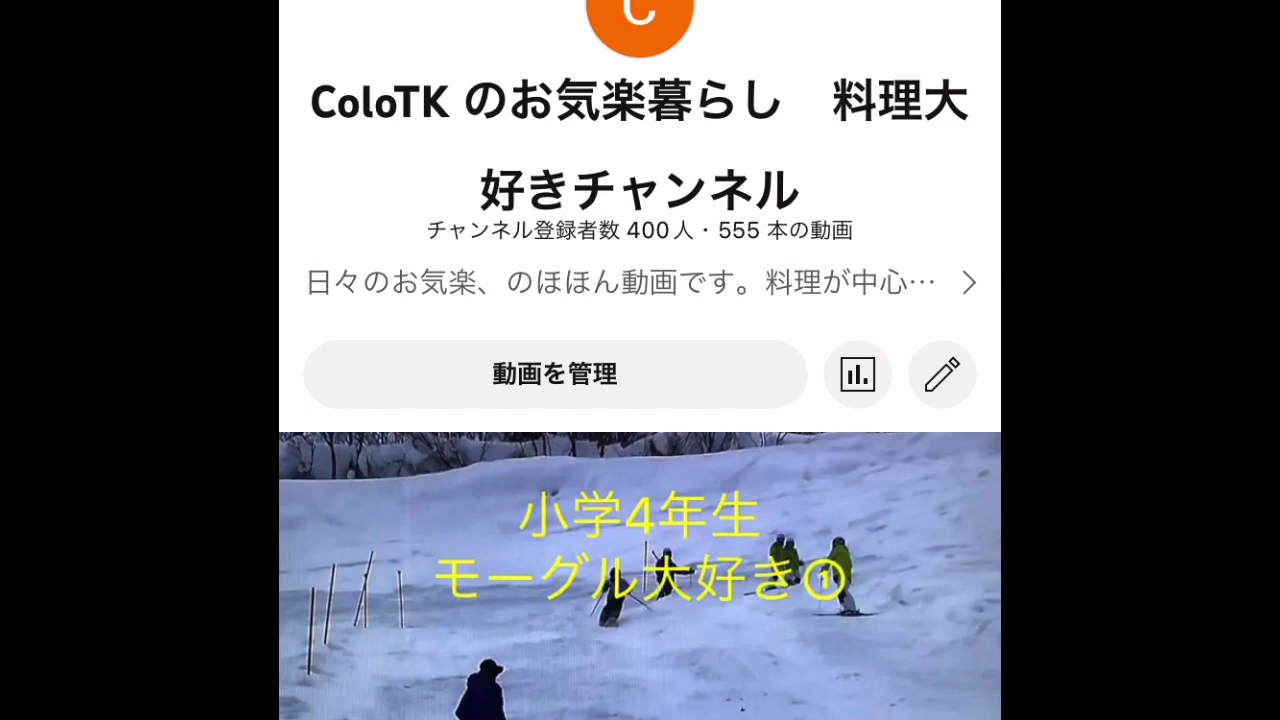 C
ColoTK のお気楽暮らし　料理大
好きチャンネル
チャンネル登録者数 400 人・555 本の動画
日々のお気楽、のほほん動画です。料理が中心…
動画を管理
小学4年生
モーグル大好き①